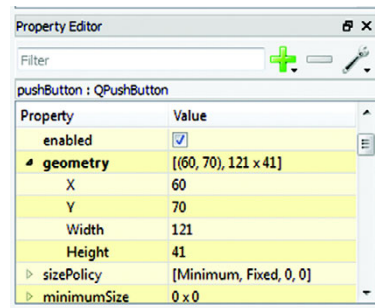 Property Editor
Filter
pushButton : QPushButton
Property Value
enabled
geometry [(60, 70), 121 x 41]
X 60
Y 70
Width 121
Height 41
sizePolicy [Minimum, Fixed, 0, 0]
minimumSize 0 x 0